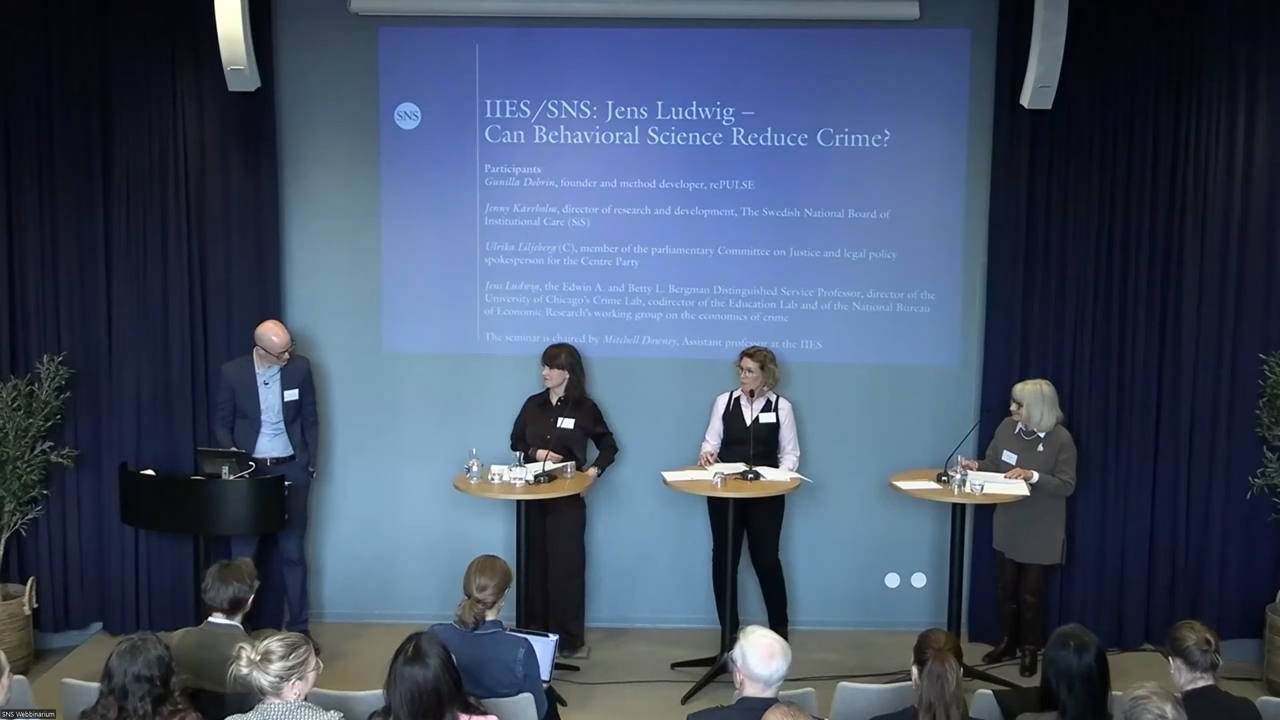 SNS
IIES/SNS: Jens Ludwig –
Can Behavioral Science Reduce Crime?
Participants
Gunilla Dobrin, founder and method developer, rePULSE
Jenny Kärrholm, director of research and development, The Swedish National Board of
Institutional Care (SiS)
Ulrika Liljeberg (C), member of the parliamentary Committee on Justice and legal policy
spokesperson for the Centre Party
Jens Ludwig, the Edwin A. and Betty L. Bergman Distinguished Service Professor, director of the
University of Chicago's Crime Lab, codirector of the Education Lab and of the National Bureau
of Economic Research's working group on the economics of crime
The seminar is chaired by Mitchell Downey, Assistant professor at the IIES
SNS Webbinarium